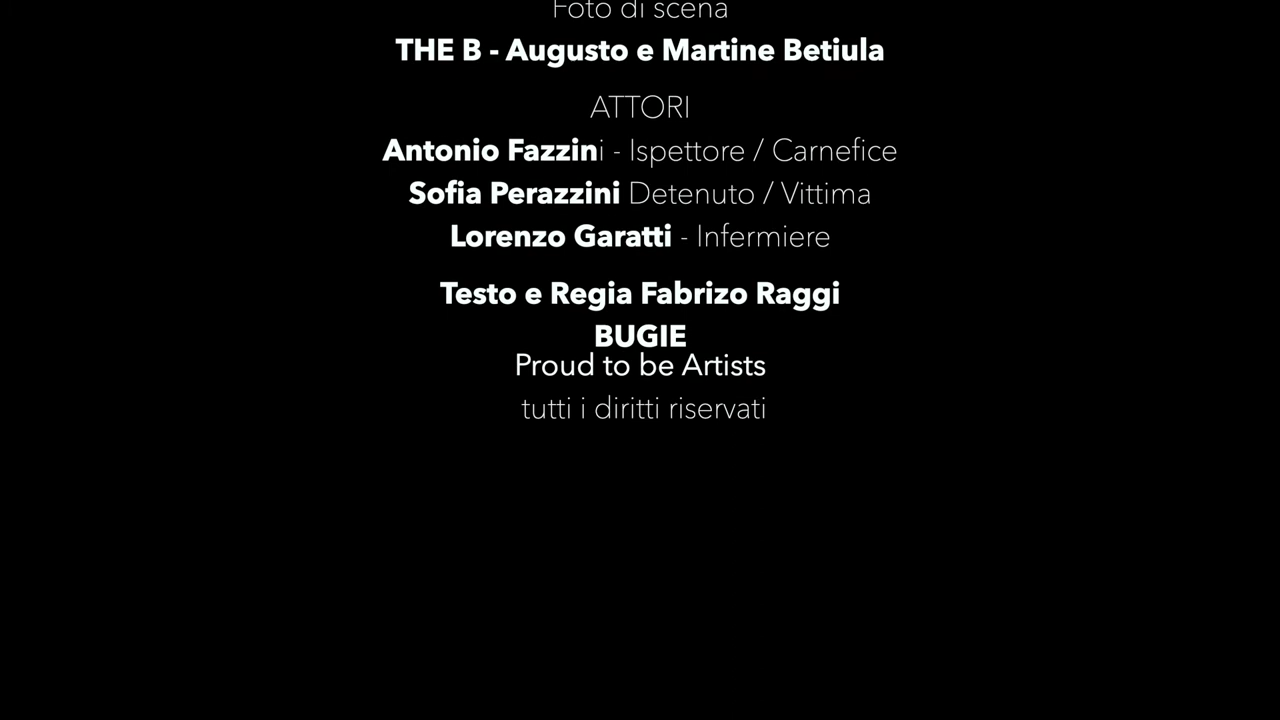 Foto di scena
THE B - Augusto e Martine Betiula
ATTORI
Antonio Fazzini - Ispettore / Carnefice
Sofia Perazzini Detenuto / Vittima
Lorenzo Garatti - Infermiere
Testo e Regia Fabrizo Raggi
BUGIE
Proud to be Artists
tutti i diritti riservati